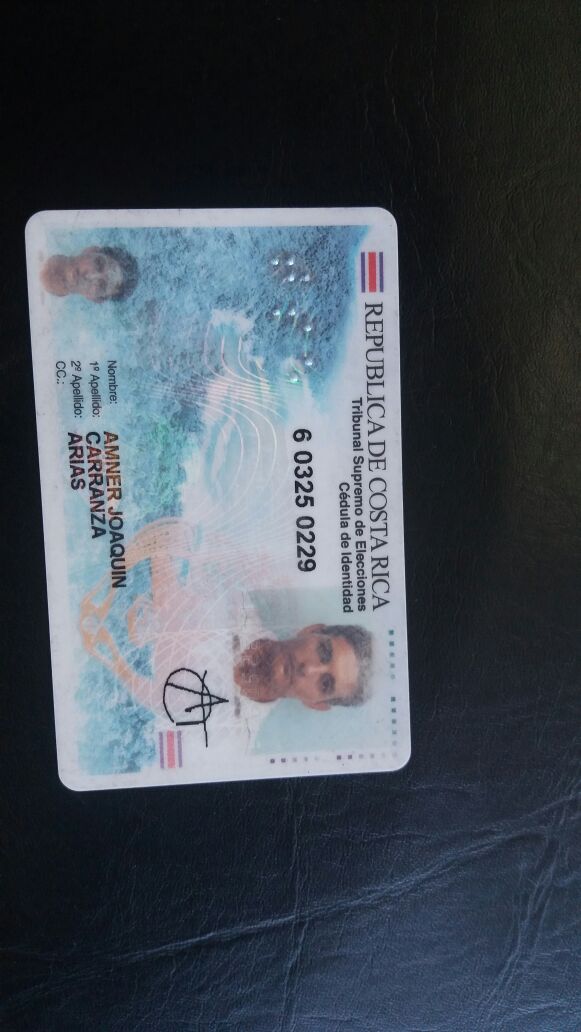 REPUBLICA DE COSTA RICA
Tribunal Supremo de Elecciones
Cédula de Identidad
6 0325 0229
Nombre: AMNER JOAQUIN
1º Apellido: CARRANZA
2º Apellido: ARIAS
CC.: